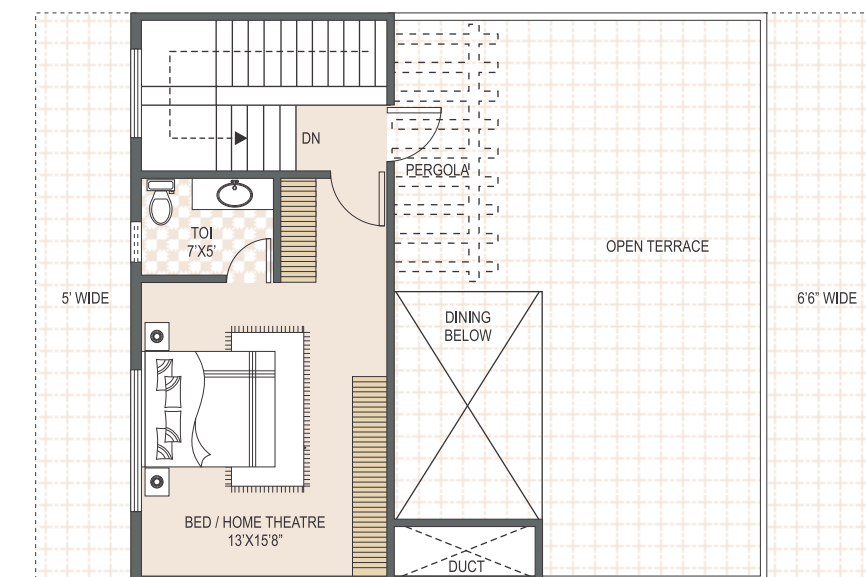 DN
PERGOLA
TOI
7'X5'
OPEN TERRACE
5' WIDE
6'6" WIDE
DINING
BELOW
BED / HOME THEATRE
13'X15'8"
DUCT